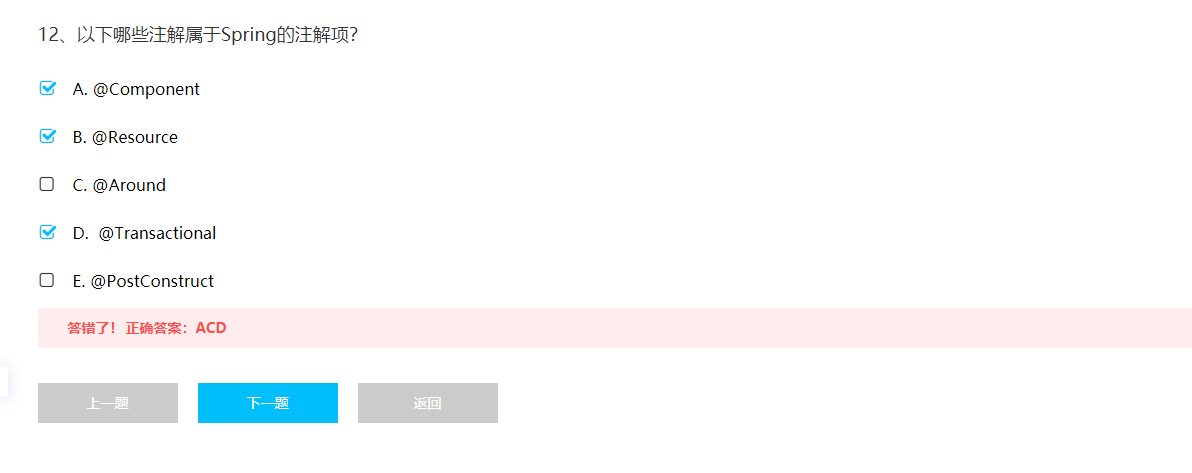 12、以下哪些注解属于Spring的注解项?
A. @Component
B. @Resource
C. @Around
D. @Transactional
E. @PostConstruct
答错了！正确答案：ACD
上一题 下一题 返回